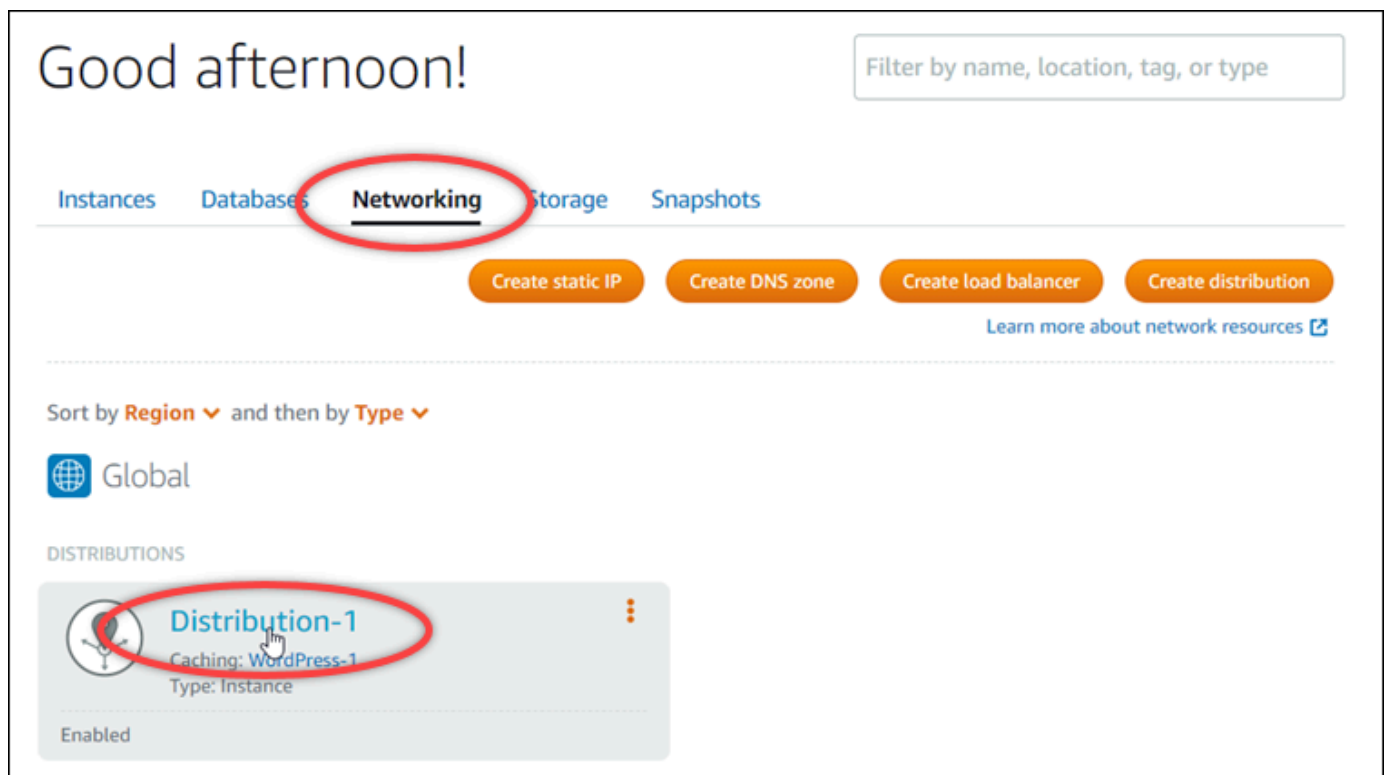 Good afternoon!
Filter by name, location, tag, or type
Instances Databases Networking Storage Snapshots
Create static IP Create DNS zone Create load balancer Create distribution
Learn more about network resources
Sort by Region and then by Type
Global
DISTRIBUTIONS
Distribution-1
Caching: WordPress-1
Type: Instance
Enabled